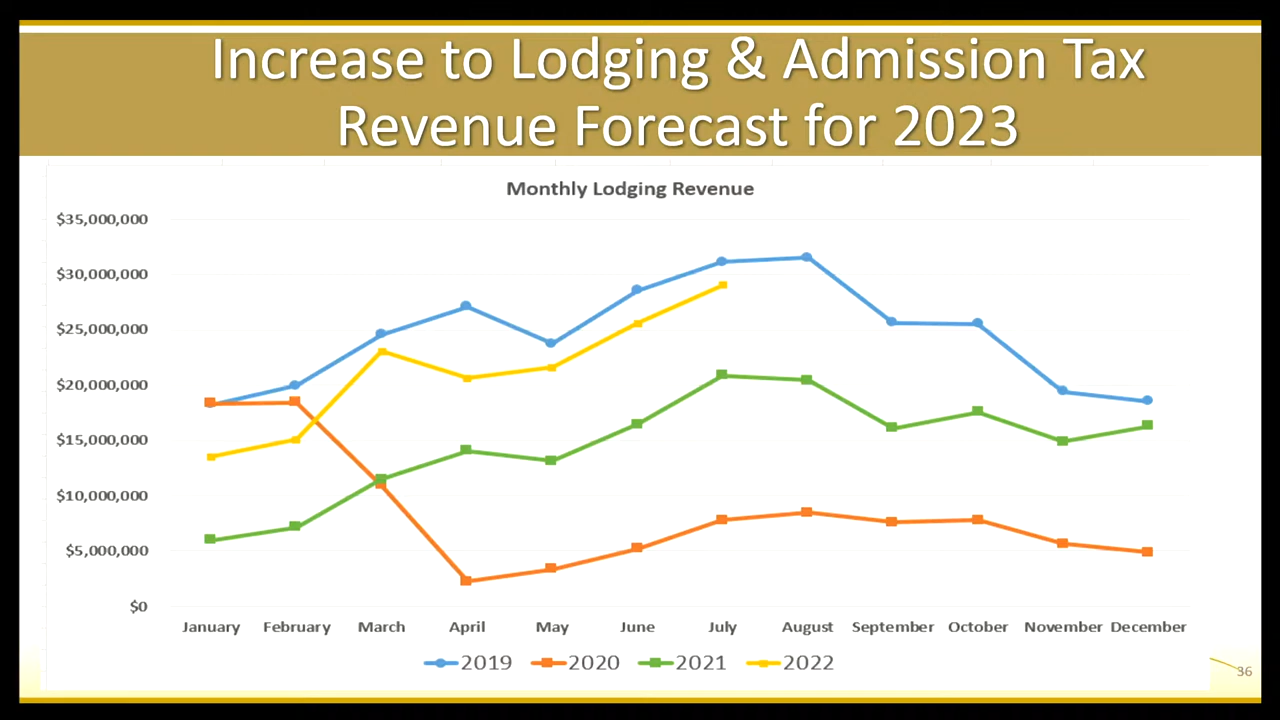 Increase to Lodging & Admission Tax
Revenue Forecast for 2023
Monthly Lodging Revenue
$35,000,000
$30,000,000
$25,000,000
$20,000,000
$15,000,000
$10,000,000
$5,000,000
$0
January February March April May June July August September October November December
2019 2020 2021 2022
36